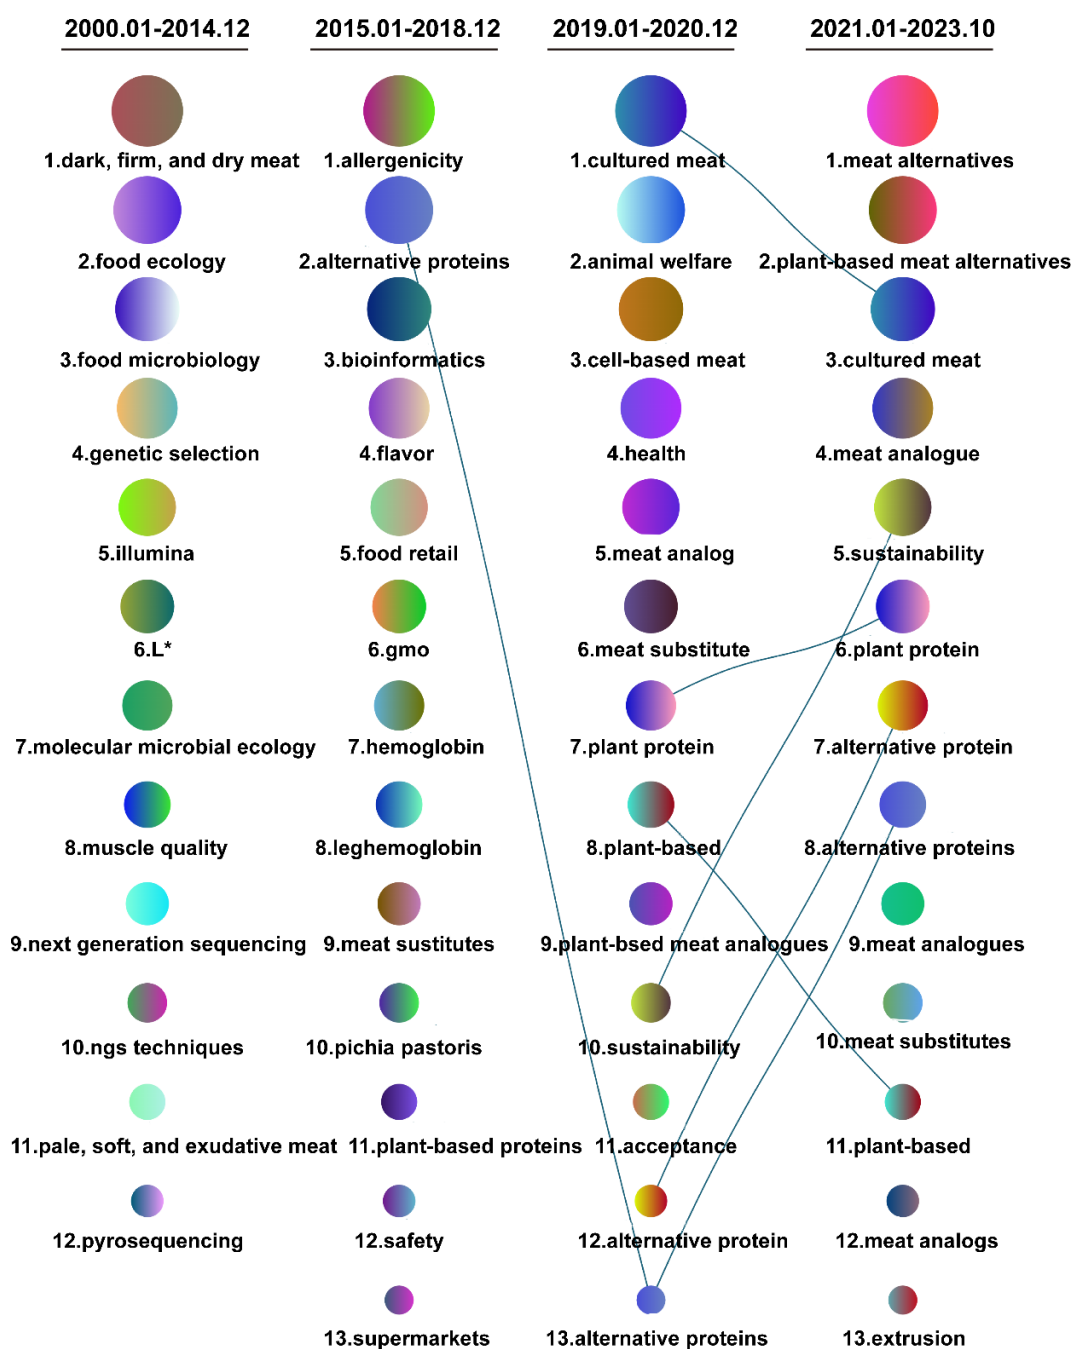 2000.01-2014.12
2015.01-2018.12
2019.01-2020.12
2021.01-2023.10
1.dark, firm, and dry meat
1.allergenicity
1.cultured meat
1.meat alternatives
2.food ecology
2.alternative proteins
2.animal welfare
2.plant-based meat alternatives
3.food microbiology
3.bioinformatics
3.cell-based meat
3.cultured meat
4.genetic selection
4.flavor
4.health
4.meat analogue
5.illumina
5.food retail
5.meat analog
5.sustainability
6.L*
6.gmo
6.meat substitute
6.plant protein
7.molecular microbial ecology
7.hemoglobin
7.plant protein
7.alternative protein
8.muscle quality
8.leghemoglobin
8.plant-based
8.alternative proteins
9.next generation sequencing
9.meat sustitutes
9.plant-bsed meat analogues
9.meat analogues
10.ngs techniques
10.pichia pastoris
10.sustainability
10.meat substitutes
11.pale, soft, and exudative meat
11.plant-based proteins
11.acceptance
11.plant-based
12.pyrosequencing
12.safety
12.alternative protein
12.meat analogs
13.supermarkets
13.alternative proteins
13.extrusion